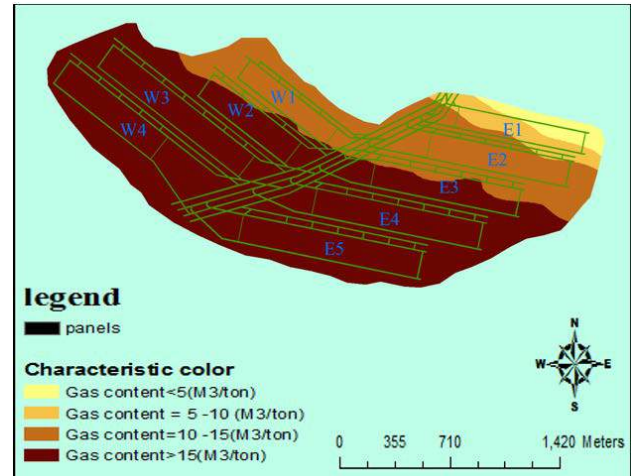 W1
W2
W3
W4
E1
E2
E3
E4
E5
legend
panels
Characteristic color
Gas content<5(M3/ton)
Gas content = 5 -10 (M3/ton)
Gas content=10 -15(M3/ton)
Gas content>15(M3/ton)
N
W
E
S
0 355 710 1,420 Meters